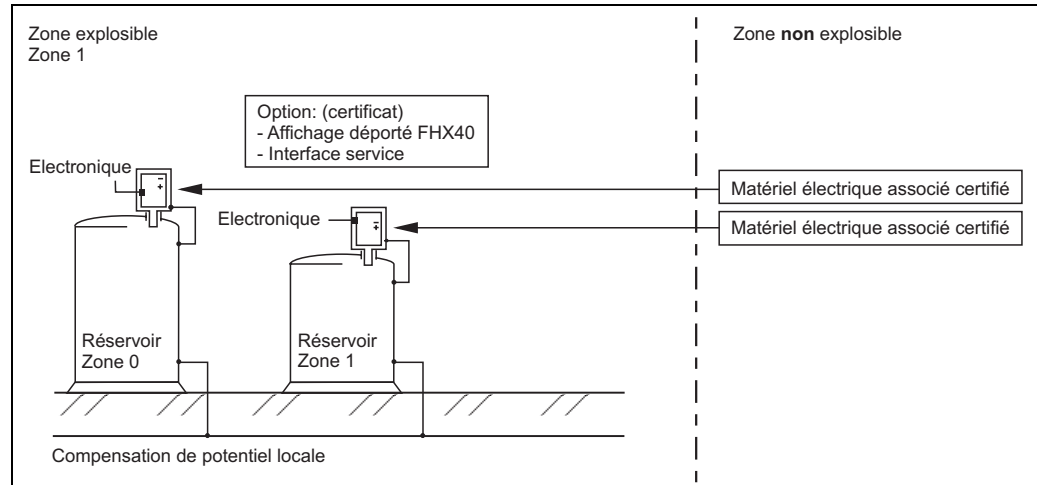 Zone explosible
Zone 1
Zone non explosible
Option: (certificat)
- Affichage déporté FHX40
- Interface service
Electronique
Matériel électrique associé certifié
Electronique
Matériel électrique associé certifié
Réservoir
Zone 0
Réservoir
Zone 1
Compensation de potentiel locale